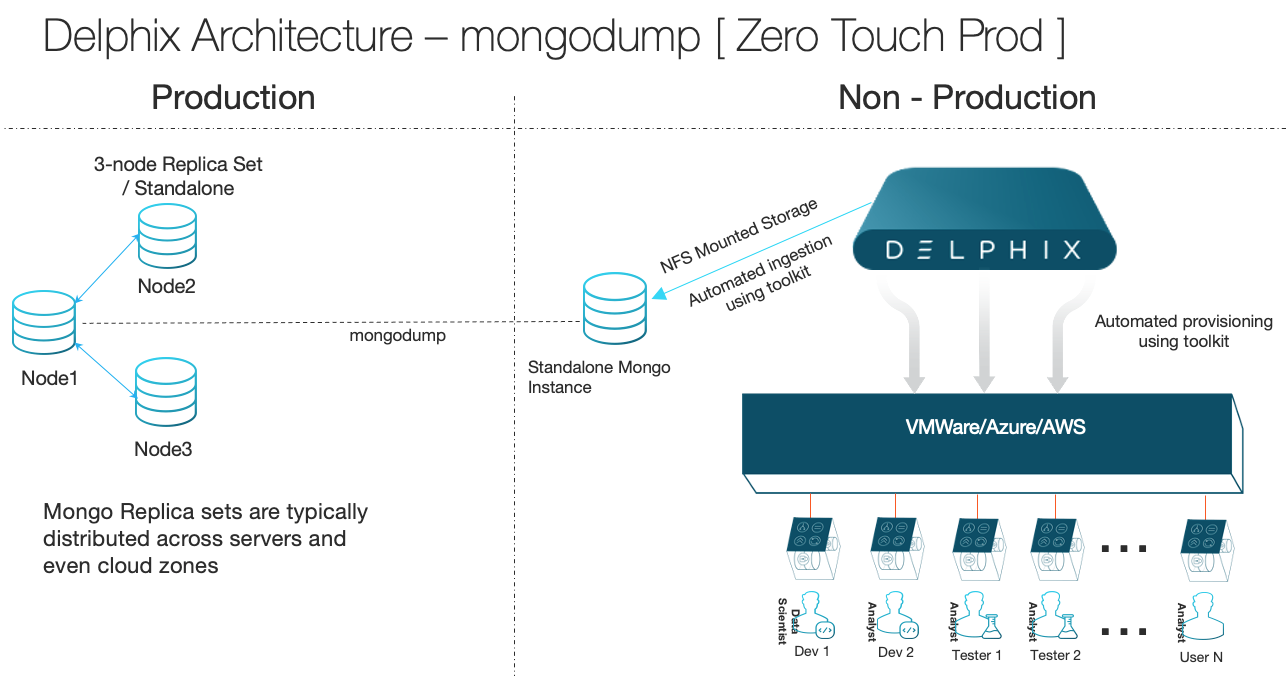 Delphix Architecture – mongodump [ Zero Touch Prod ]
Production
Non - Production
3-node Replica Set
/ Standalone
Node2
Node1
Node3
mongodump
Mongo Replica sets are typically
distributed across servers and
even cloud zones
NFS Mounted Storage
Automated ingestion
using toolkit
Standalone Mongo
Instance
DELPHIX
Automated provisioning
using toolkit
VMWare/Azure/AWS
Data
Scientist
Dev 1
Analyst
Dev 2
Analyst
Tester 1
Analyst
Tester 2
Analyst
User N